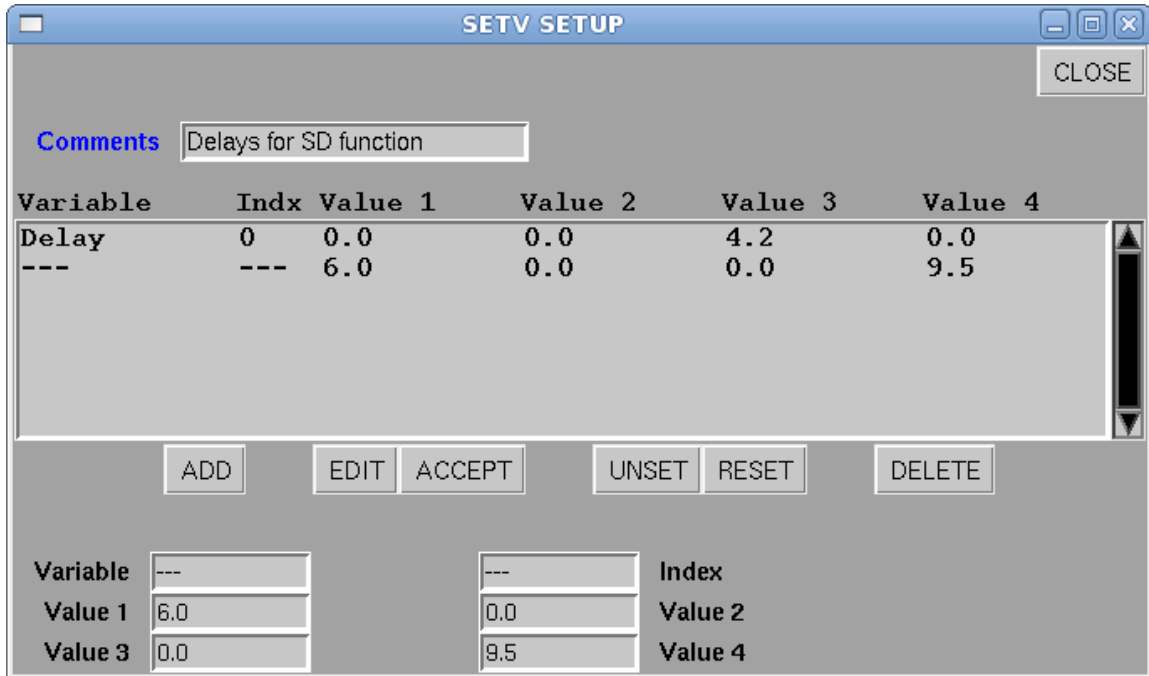 SETV SETUP
CLOSE
Comments Delays for SD function
Variable Indx Value 1 Value 2 Value 3 Value 4
Delay 0 0.0 0.0 4.2 0.0
--- --- 6.0 0.0 0.0 9.5
ADD EDIT ACCEPT UNSET RESET DELETE
Variable --- --- Index
Value 1 6.0 0.0 Value 2
Value 3 0.0 9.5 Value 4